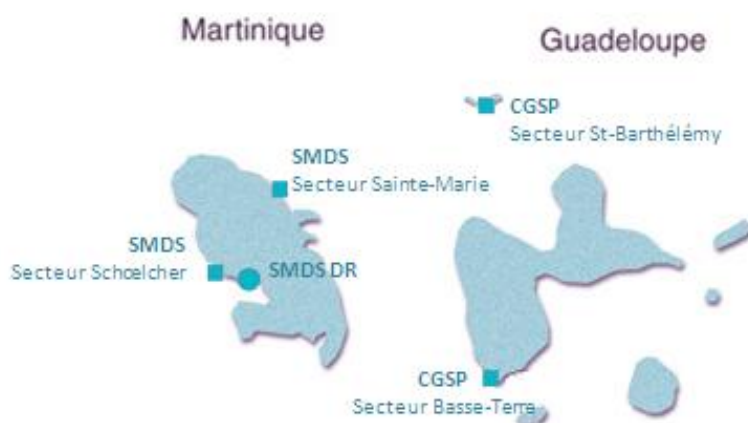 Martinique
Guadeloupe
CGSP
Secteur St-Barthélémy
SMDS
Secteur Sainte-Marie
SMDS
Secteur Schœlcher
SMDS DR
CGSP
Secteur Basse-Terre